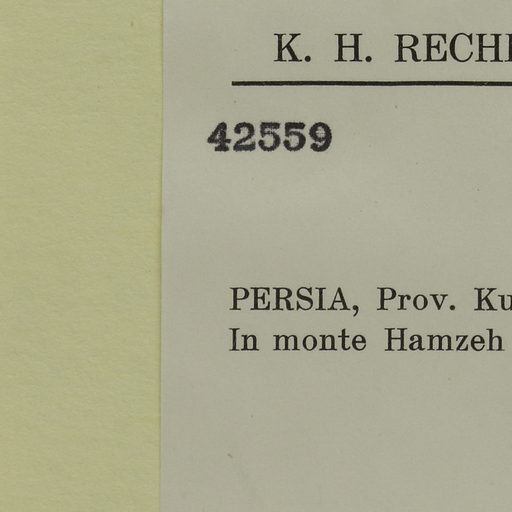 K. H. RECH
42559
PERSIA, Prov. Ku
In monte Hamzeh